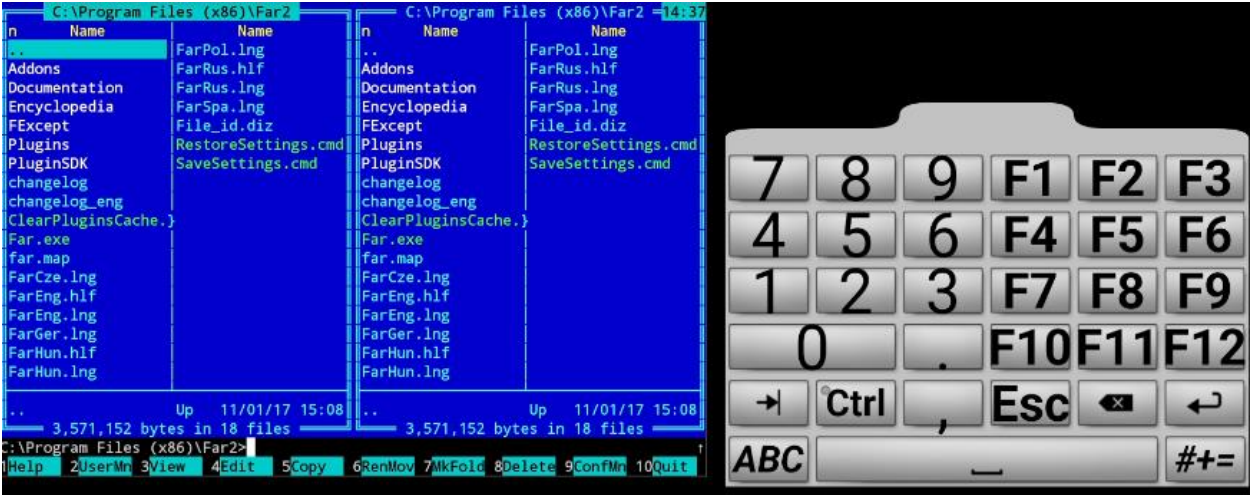 C:\Program Files (x86)\Far2
n Name Name
..
FarPol.lng
Addons FarRus.hlf
Documentation FarRus.lng
Encyclopedia FarSpa.lng
FExcept File_id.diz
Plugins RestoreSettings.cmd
PluginSDK SaveSettings.cmd
changelog
changelog_eng
ClearPluginsCache.}
Far.exe
far.map
FarCze.lng
FarEng.hlf
FarEng.lng
FarGer.lng
FarHun.hlf
FarHun.lng
.. Up 11/01/17 15:08
3,571,152 bytes in 18 files
C:\Program Files (x86)\Far2 14:37
n Name Name
..
FarPol.lng
Addons FarRus.hlf
Documentation FarRus.lng
Encyclopedia FarSpa.lng
FExcept File_id.diz
Plugins RestoreSettings.cmd
PluginSDK SaveSettings.cmd
changelog
changelog_eng
ClearPluginsCache.}
Far.exe
far.map
FarCze.lng
FarEng.hlf
FarEng.lng
FarGer.lng
FarHun.hlf
FarHun.lng
.. Up 11/01/17 15:08
3,571,152 bytes in 18 files
C:\Program Files (x86)\Far2>
1Help 2UserMn 3View 4Edit 5Copy 6RenMov 7MkFold 8Delete 9ConfMn 10Quit
7 8 9 F1 F2 F3
4 5 6 F4 F5 F6
1 2 3 F7 F8 F9
0 . F10 F11 F12
Ctrl , Esc
ABC #+=